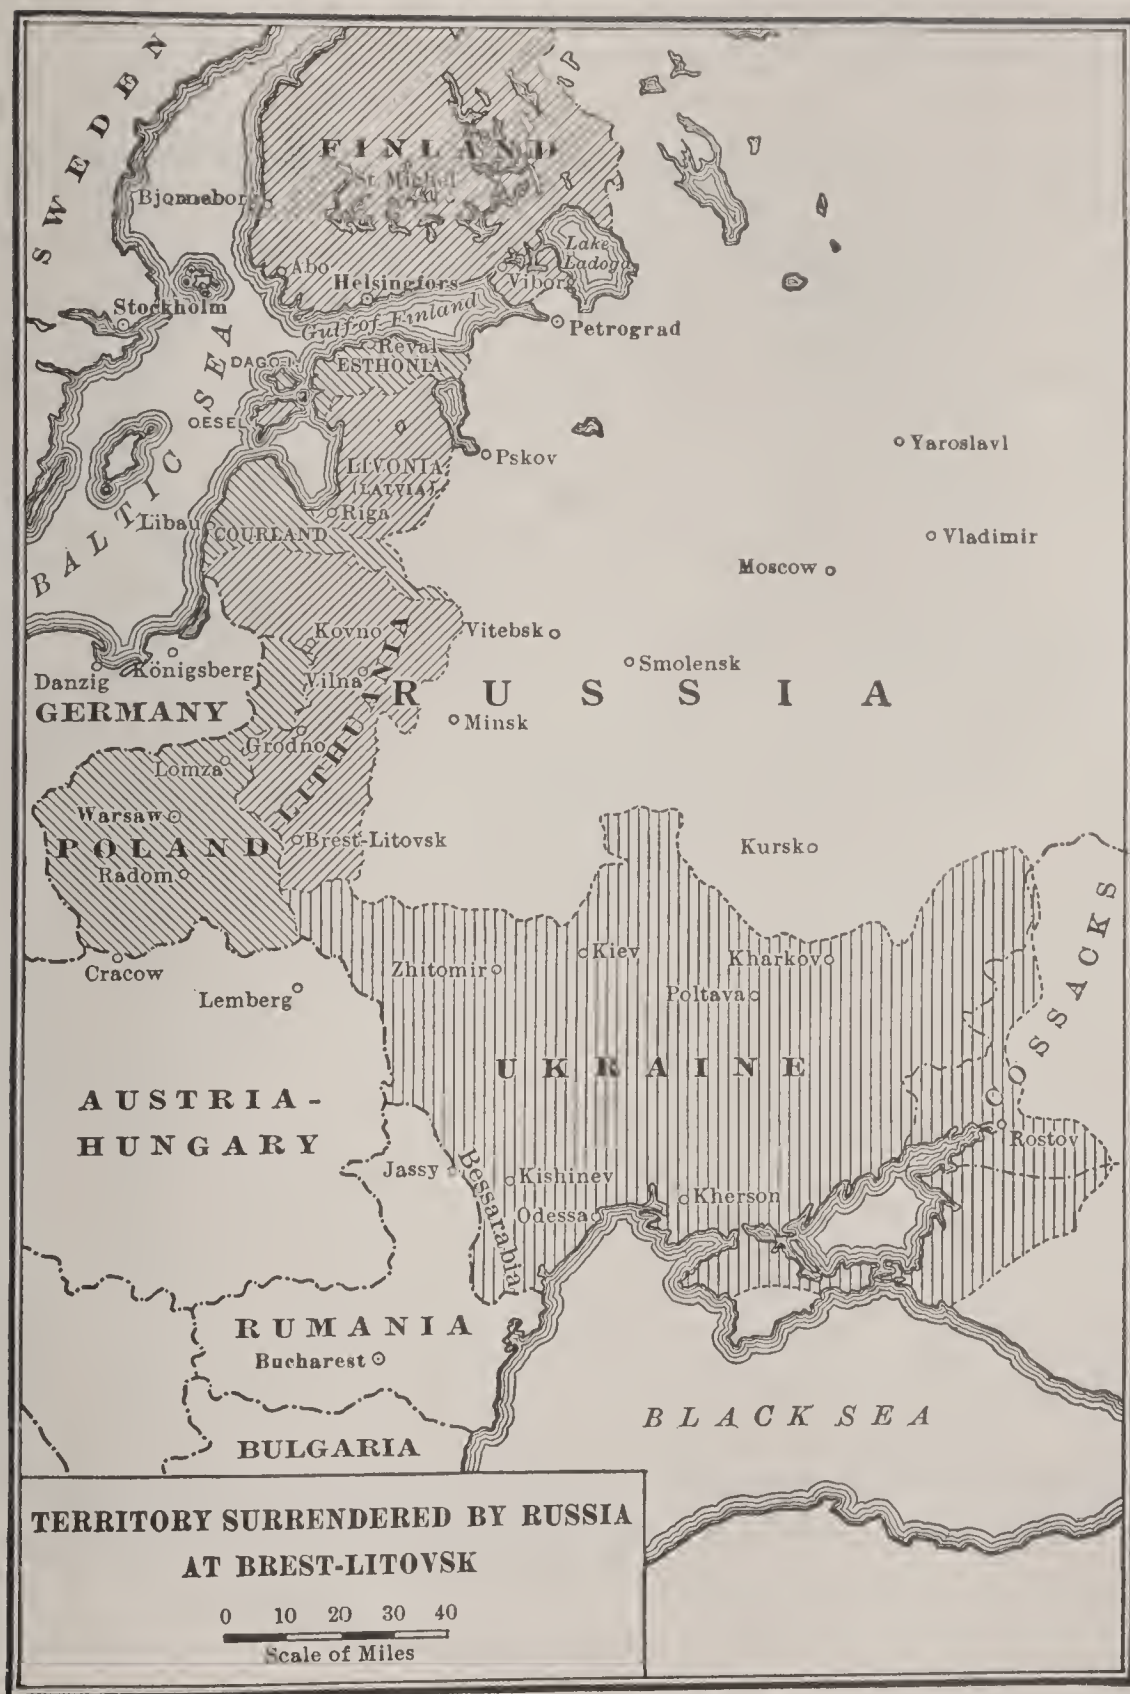 SWEDEN
FINLAND
St. Michel
Bjorneborg
Lake
Ladoga
Abo
Viborg
Helsingfors
Stockholm
Gulf of Finland
Petrograd
Reval
DAGO I.
ESTHONIA
BALTIC SEA
OESEL
Yaroslavl
Pskov
LIVONIA
(LATVIA)
Riga
Libau
COURLAND
Vladimir
Moscow
Kovno
Vitebsk
Königsberg
Smolensk
Danzig
Vilna
RUSSIA
GERMANY
Minsk
LITHUANIA
Grodno
Lomza
Warsaw
Brest-Litovsk
POLAND
Kursk
Radom
COSSACKS
Kiev
Kharkov
Cracow
Zhitomir
Lemberg
Poltava
UKRAINE
AUSTRIA-
HUNGARY
Rostov
Jassy
Bessarabia
Kishinev
Kherson
Odessa
RUMANIA
Bucharest
BLACK SEA
BULGARIA
TERRITORY SURRENDERED BY RUSSIA
AT BREST-LITOVSK
0 10 20 30 40
Scale of Miles